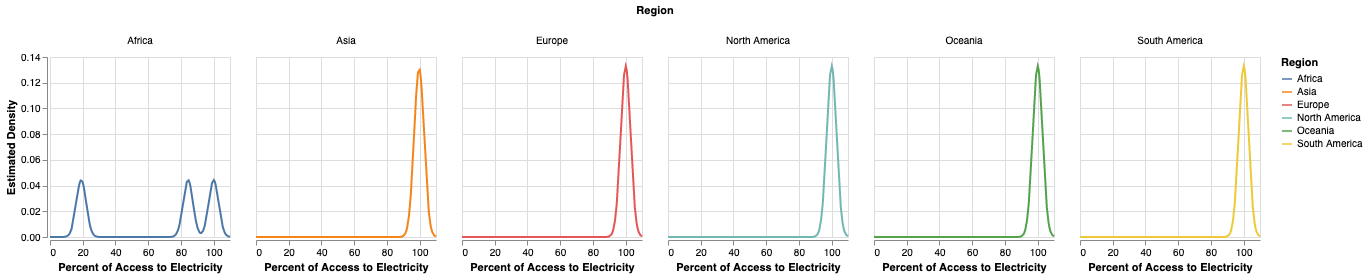 Region
Africa Asia Europe North America Oceania South America
Estimated Density
0.14
0.12
0.10
0.08
0.06
0.04
0.02
0.00
0 20 40 60 80 100 0 20 40 60 80 100 0 20 40 60 80 100 0 20 40 60 80 100 0 20 40 60 80 100 0 20 40 60 80 100
Percent of Access to Electricity Percent of Access to Electricity Percent of Access to Electricity Percent of Access to Electricity Percent of Access to Electricity Percent of Access to Electricity
Region
Africa
Asia
Europe
North America
Oceania
South America